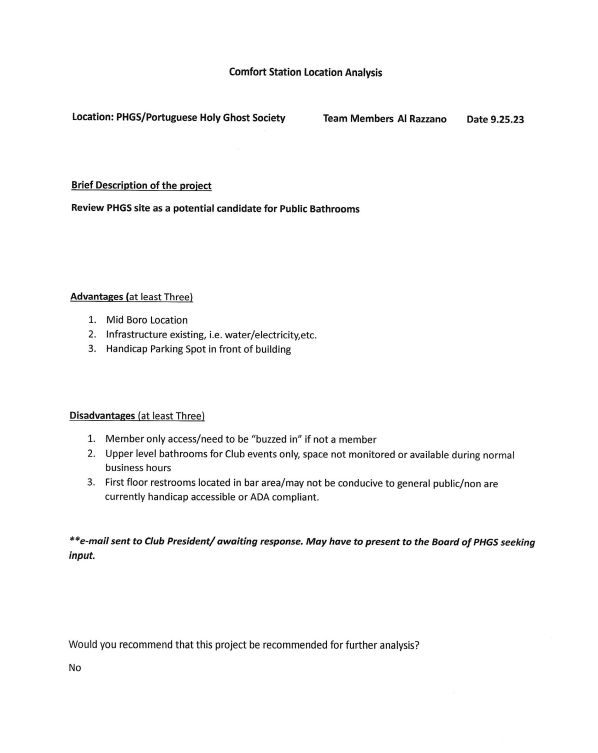 Comfort Station Location Analysis
Location: PHGS/Portuguese Holy Ghost Society Team Members Al Razzano Date 9.25.23
Brief Description of the project
Review PHGS site as a potential candidate for Public Bathrooms
Advantages (at least Three)
1. Mid Boro Location
2. Infrastructure existing, i.e. water/electricity,etc.
3. Handicap Parking Spot in front of building
Disadvantages (at least Three)
1. Member only access/need to be “buzzed in” if not a member
2. Upper level bathrooms for Club events only, space not monitored or available during normal
business hours
3. First floor restrooms located in bar area/may not be conducive to general public/non are
currently handicap accessible or ADA compliant.
**e-mail sent to Club President/ awaiting response. May have to present to the Board of PHGS seeking
input.
Would you recommend that this project be recommended for further analysis?
No